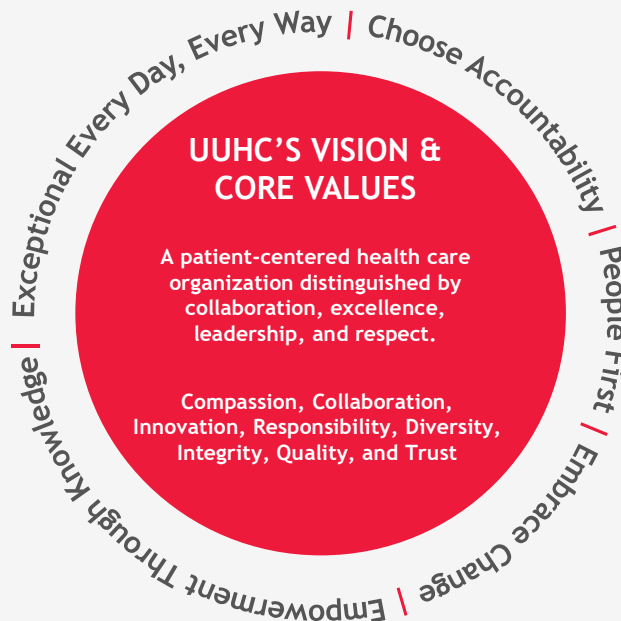 Exceptional Every Day, Every Way | Choose Accountability | People First | Embrace Change | Empowerment Through Knowledge |
UUHC'S VISION &
CORE VALUES
A patient-centered health care
organization distinguished by
collaboration, excellence,
leadership, and respect.
Compassion, Collaboration,
Innovation, Responsibility, Diversity,
Integrity, Quality, and Trust